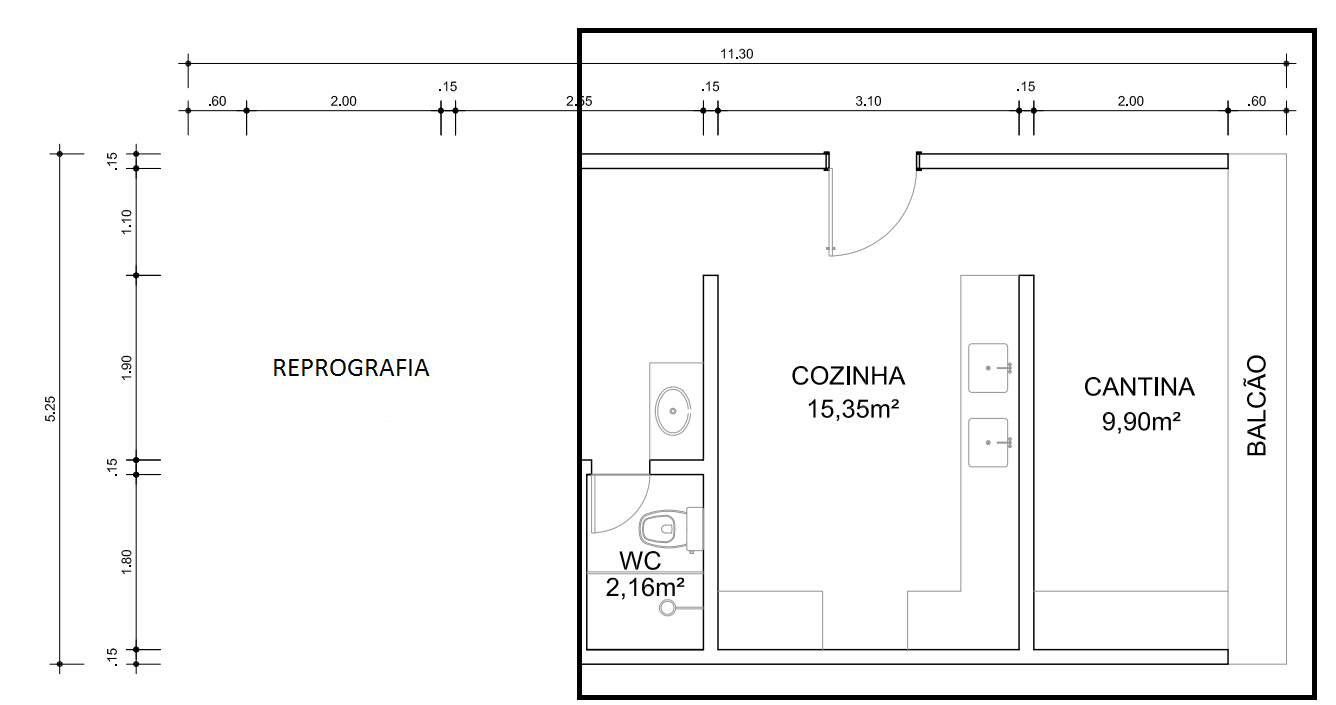 11.30
.60 2.00 .15 2.55 .15 3.10 .15 2.00 .60
.15
1.10
1.90
5.25
.15
1.80
.15
REPROGRAFIA
COZINHA
15,35m²
CANTINA
9,90m²
BALCÃO
WC
2,16m²